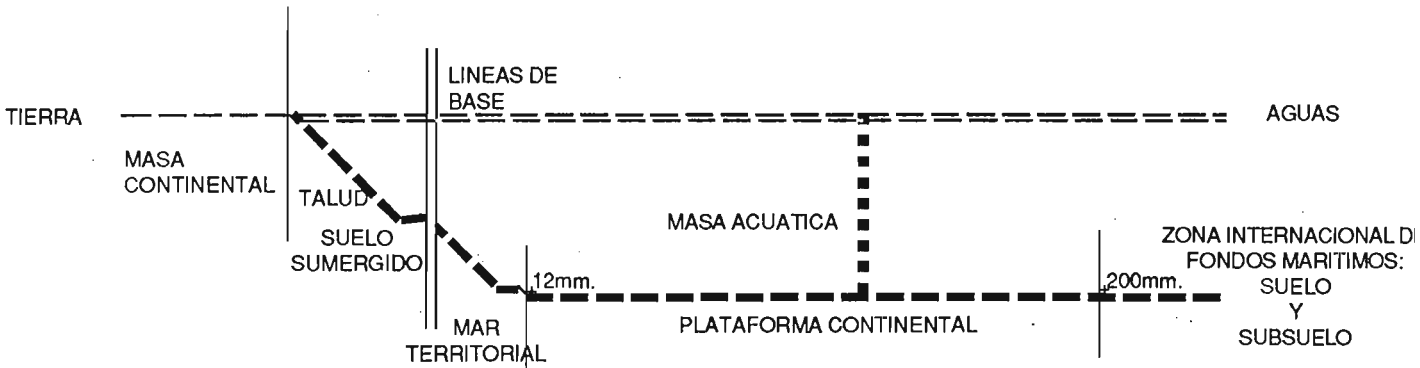 LINEAS DE
BASE
TIERRA
AGUAS
MASA
CONTINENTAL
TALUD
SUELO
SUMERGIDO
MASA ACUATICA
ZONA INTERNACIONAL DE
FONDOS MARITIMOS:
SUELO
Y
SUBSUELO
12mm.
200mm.
PLATAFORMA CONTINENTAL
MAR
TERRITORIAL